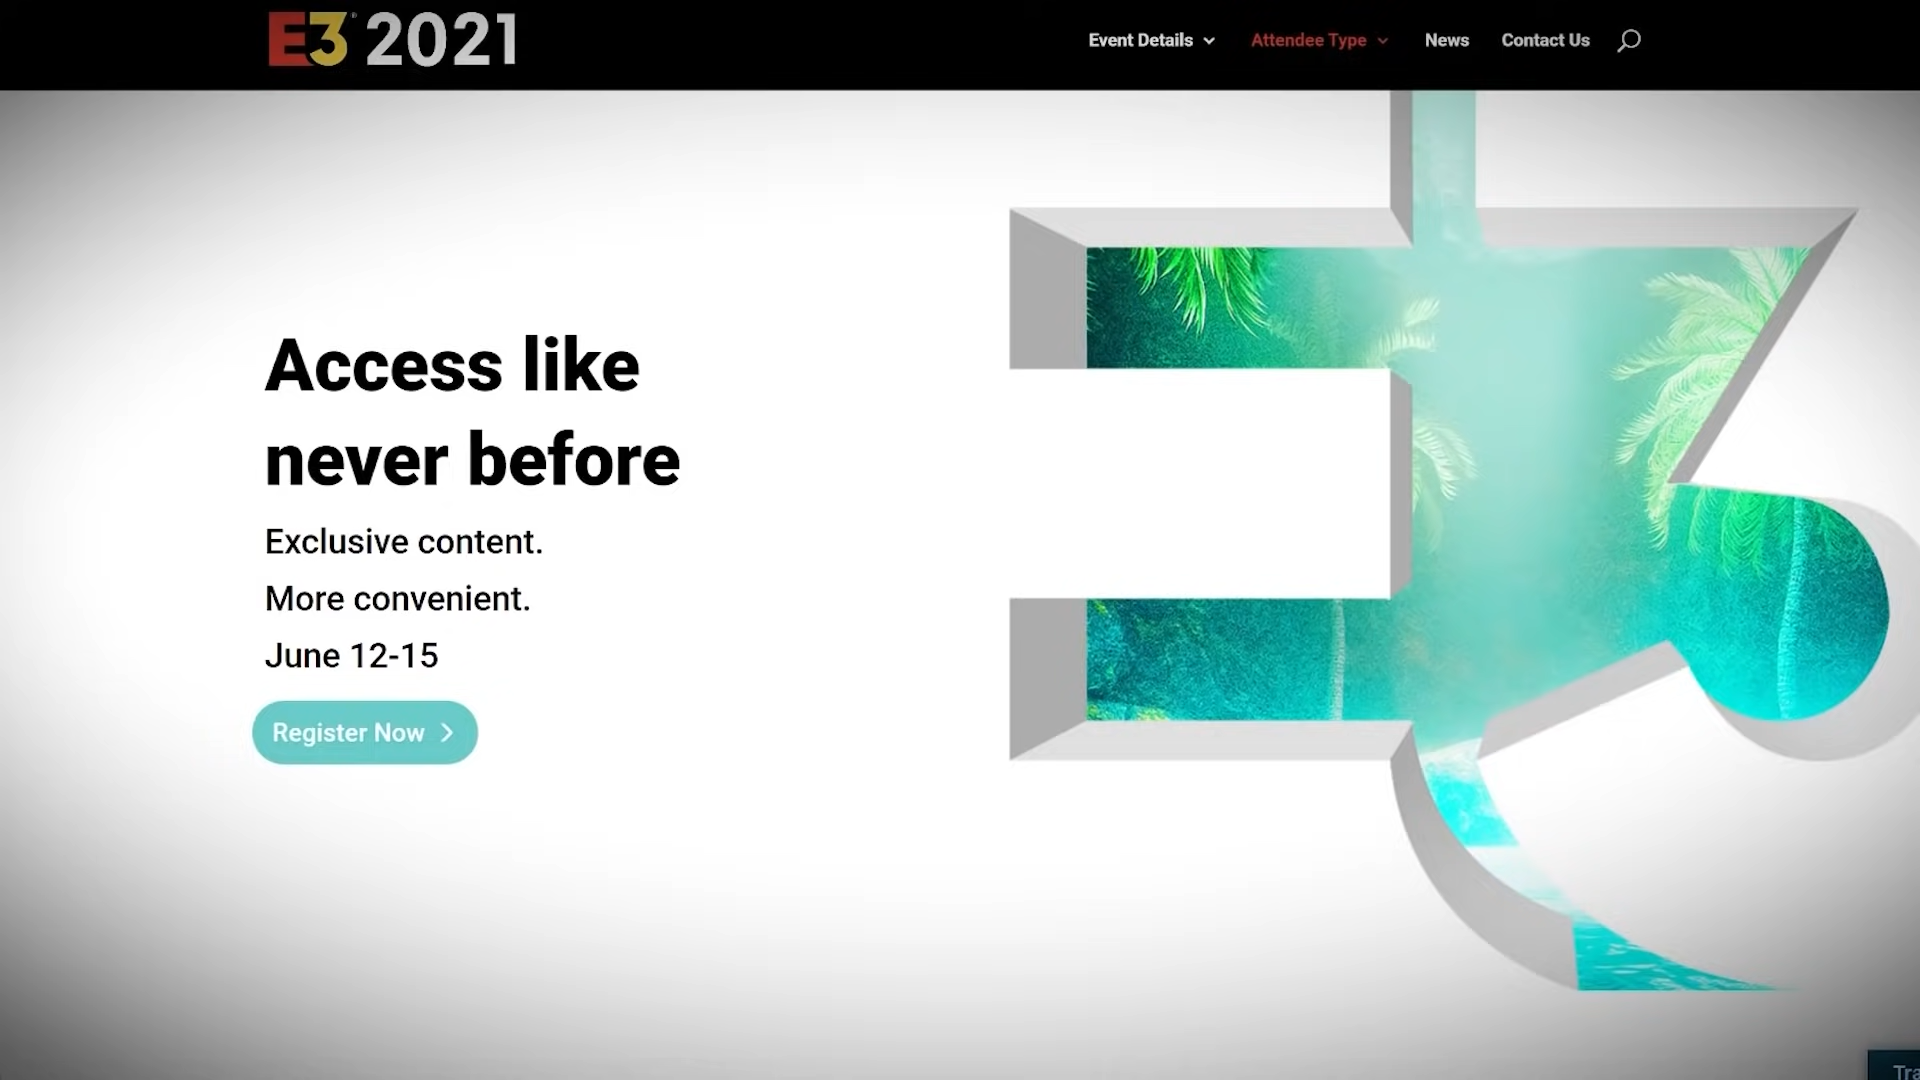 E3 2021
Event Details
Attendee Type
News
Contact Us
Access like
never before
Exclusive content.
More convenient.
June 12-15
Register Now